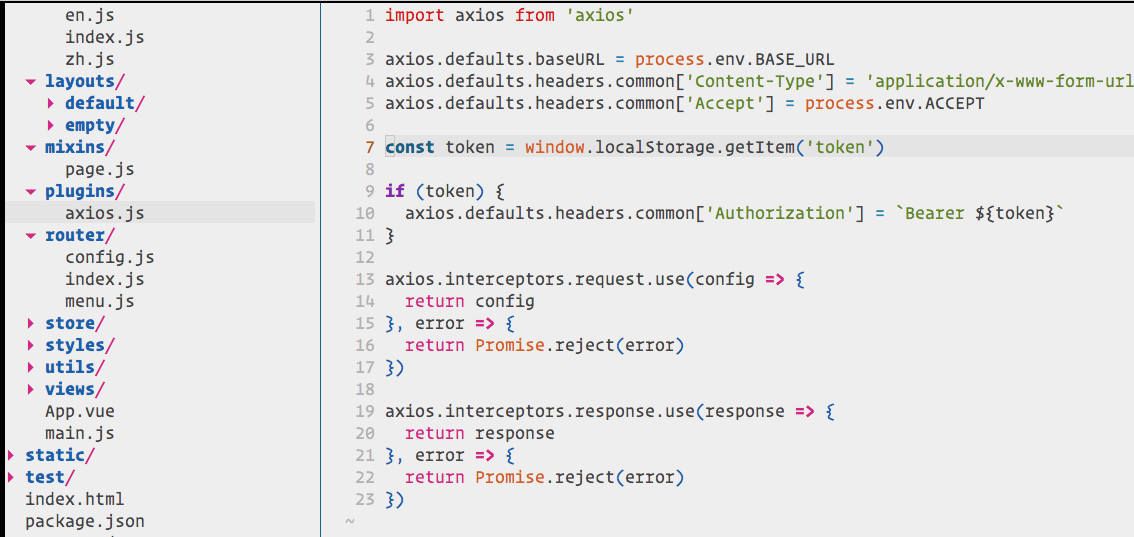 en.js
index.js
zh.js
▾ layouts/
▸ default/
▸ empty/
▾ mixins/
page.js
▾ plugins/
axios.js
▾ router/
config.js
index.js
menu.js
▸ store/
▸ styles/
▸ utils/
▸ views/
App.vue
main.js
▸ static/
▸ test/
index.html
package.json
1 import axios from 'axios'
2
3 axios.defaults.baseURL = process.env.BASE_URL
4 axios.defaults.headers.common['Content-Type'] = 'application/x-www-form-url
5 axios.defaults.headers.common['Accept'] = process.env.ACCEPT
6
7 const token = window.localStorage.getItem('token')
8
9 if (token) {
10   axios.defaults.headers.common['Authorization'] = `Bearer ${token}`
11 }
12
13 axios.interceptors.request.use(config => {
14   return config
15 }, error => {
16   return Promise.reject(error)
17 })
18
19 axios.interceptors.response.use(response => {
20   return response
21 }, error => {
22   return Promise.reject(error)
23 })
~